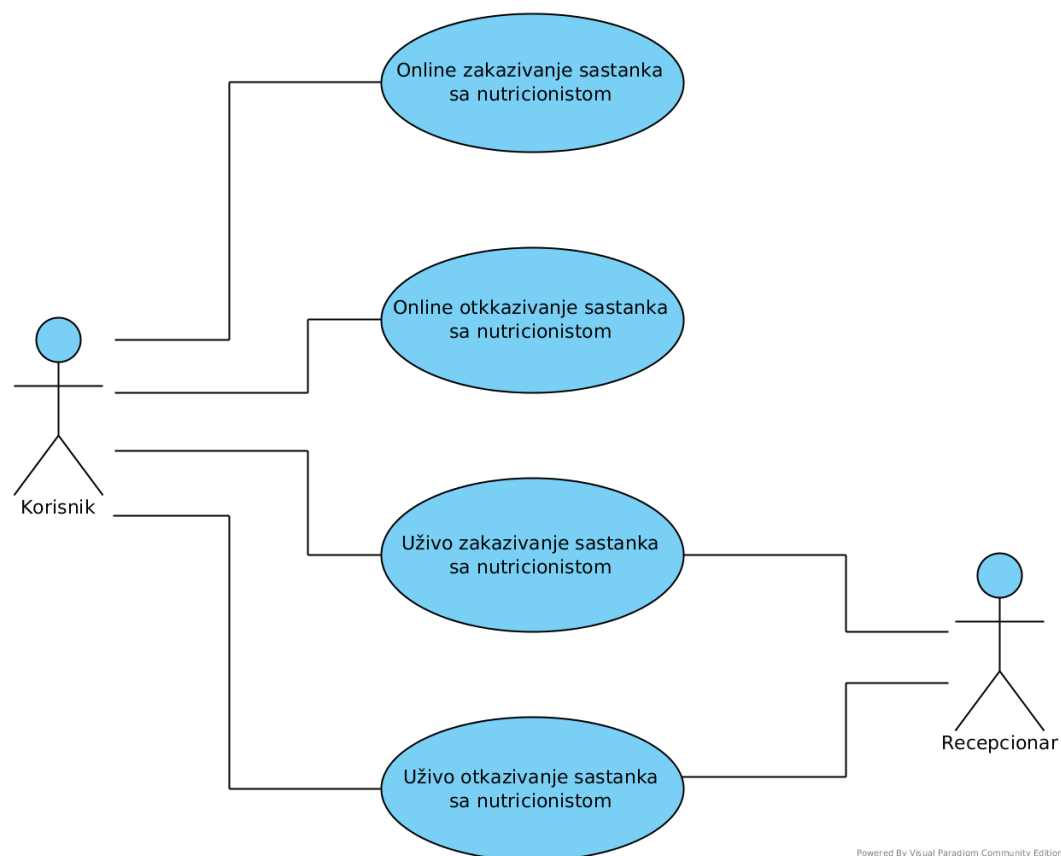 Online zakazivanje sastanka
sa nutricionistom
Online otkkazivanje sastanka
sa nutricionistom
Korisnik
Uživo zakazivanje sastanka
sa nutricionistom
Recepcionar
Uživo otkazivanje sastanka
sa nutricionistom
Powered By Visual Paradigm Community Edition